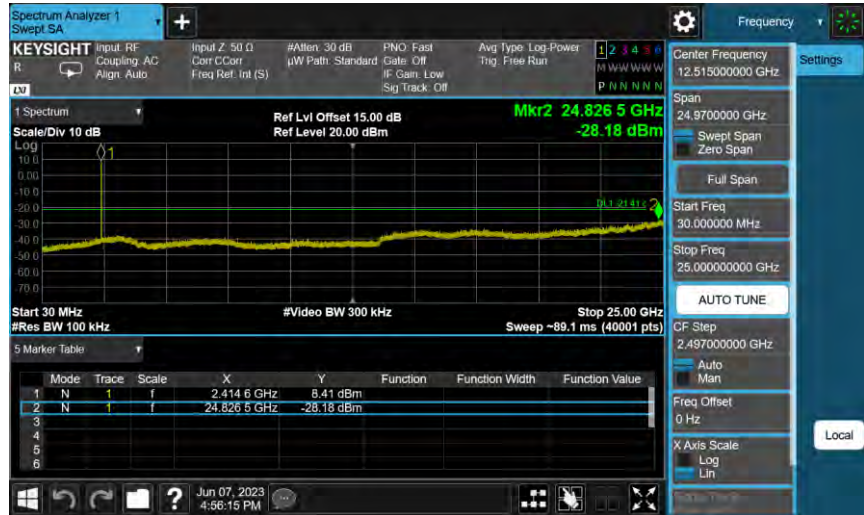 Spectrum Analyzer 1
Swept SA
+
Frequency
KEYSIGHT
R
LXI
Input: RF
Coupling: AC
Align: Auto
Input Z: 50 Ω
Corr CCorr
Freq Ref: Int (S)
#Atten: 30 dB
µW Path: Standard
PNO: Fast
Gate: Off
IF Gain: Low
Sig Track: Off
Avg Type: Log-Power
Trig: Free Run
1 2 3 4 5 6
M W W W W W
P N N N N N
1 Spectrum
Scale/Div 10 dB
Ref Lvl Offset 15.00 dB
Ref Level 20.00 dBm
Mkr2 24.826 5 GHz
-28.18 dBm
Log
10.0
0.00
-10.0
-20.0
-30.0
-40.0
-50.0
-60.0
-70.0
1
2
Start 30 MHz
#Res BW 100 kHz
#Video BW 300 kHz
Stop 25.00 GHz
Sweep ~89.1 ms (40001 pts)
5 Marker Table
Mode Trace Scale X Y Function Function Width Function Value
1 N 1 f 2.414 6 GHz 8.41 dBm
2 N 1 f 24.826 5 GHz -28.18 dBm
3
4
5
6
?
Jun 07, 2023
4:56:15 PM
Center Frequency
12.515000000 GHz
Span
24.9700000 GHz
Swept Span
Zero Span
Full Span
Start Freq
30.000000 MHz
Stop Freq
25.000000000 GHz
AUTO TUNE
CF Step
2.497000000 GHz
Auto
Man
Freq Offset
0 Hz
X Axis Scale
Log
Lin
Settings
Local